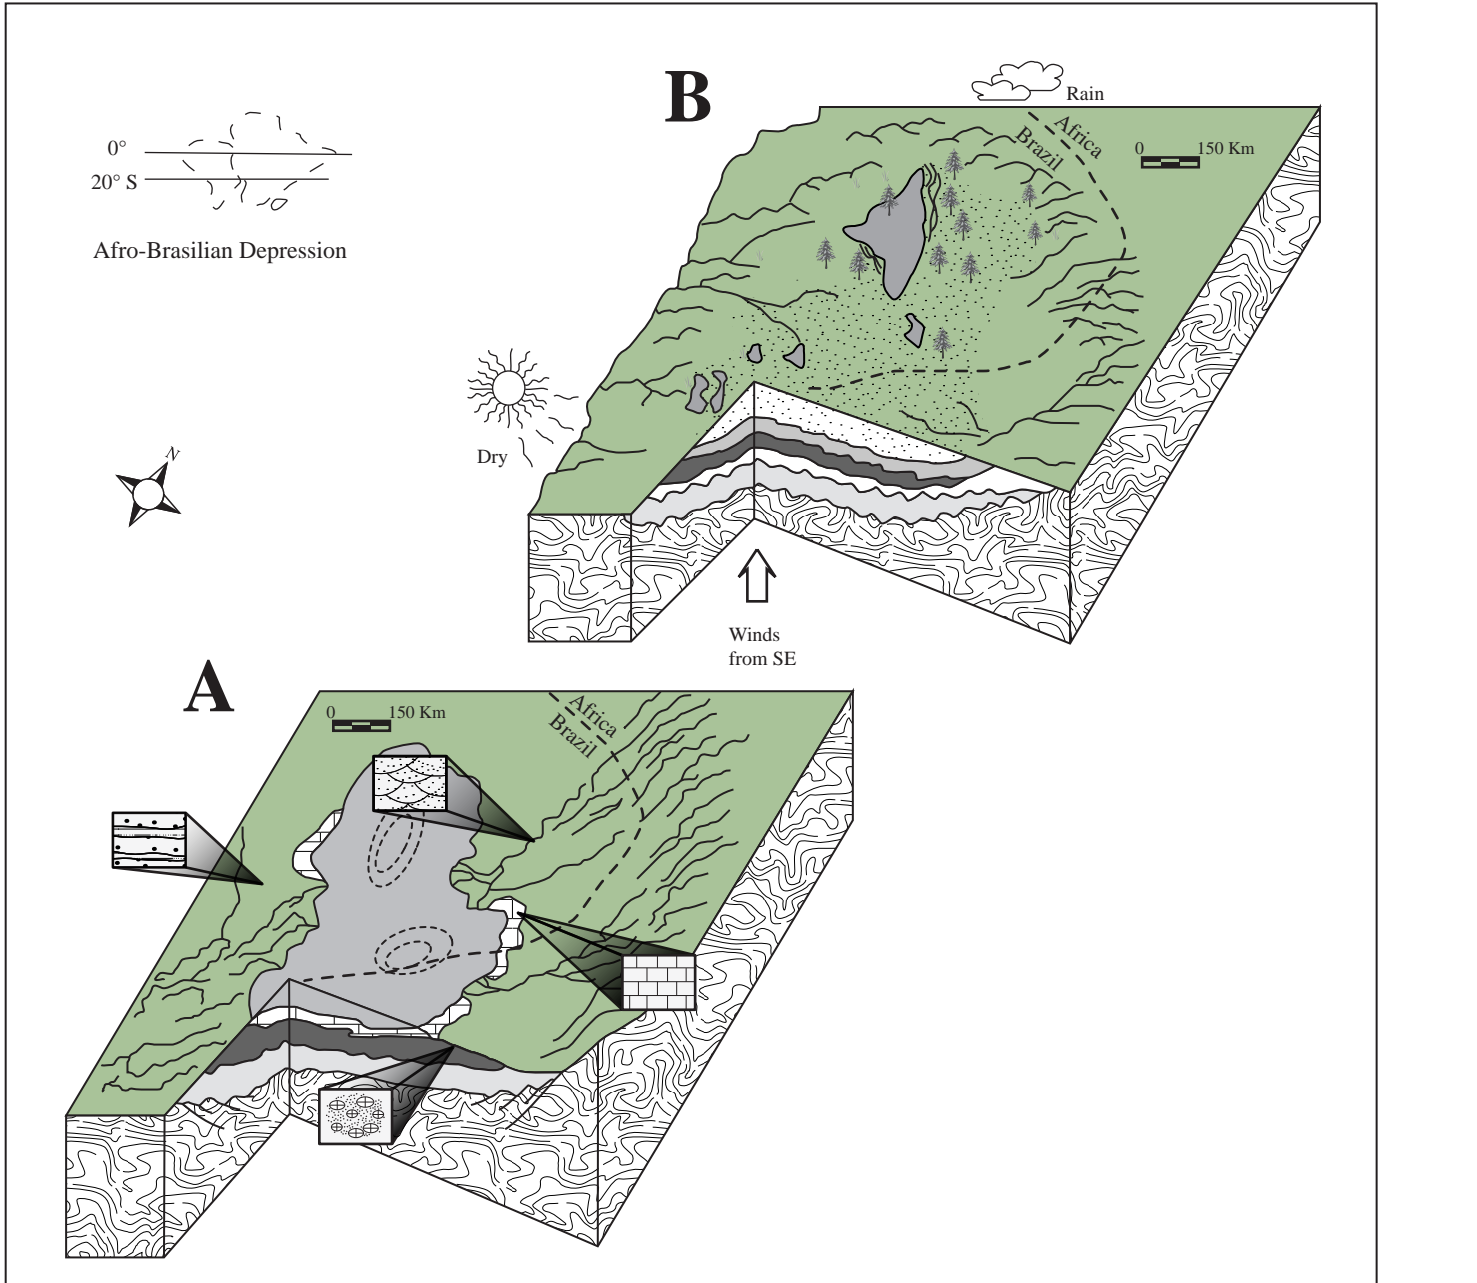 B
Rain
Africa
Brazil
0 150 Km
0°
20° S
Afro-Brasilian Depression
Dry
N
Winds
from SE
A
0 150 Km
Africa
Brazil